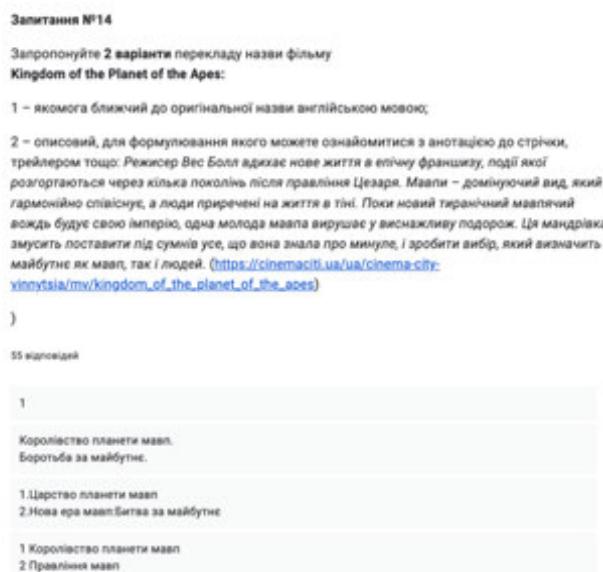 Запитання №14
Запропонуйте 2 варіанти перекладу назви фільму
Kingdom of the Planet of the Apes:
1 – якомога ближчий до оригінальної назви англійською мовою;
2 – описовий, для формулювання якого можете ознайомитися з анотацією до стрічки,
трейлером тощо: Режисер Вес Болл вдихає нове життя в епічну франшизу, події якої
розгортаються через кілька поколінь після правління Цезаря. Мавпи – домінуючий вид, який
гармонійно співіснує, а люди приречені на життя в тіні. Поки новий тиранічний мавпячий
вождь будує свою імперію, одна молода мавпа вирушає у виснажливу подорож. Ця мандрівка
змусить поставити під сумнів усе, що вона знала про минуле, і зробити вибір, який визначить
майбутнє як мавп, так і людей. (https://cinemaciti.ua/ua/cinema-city-
vinnytsia/mv/kingdom_of_the_planet_of_the_apes)
)
55 відповідей
1
Королівство планети мавп.
Боротьба за майбутнє.
1.Царство планети мавп
2.Нова ера мавп:Битва за майбутнє
1 Королівство планети мавп
2 Правління мавп